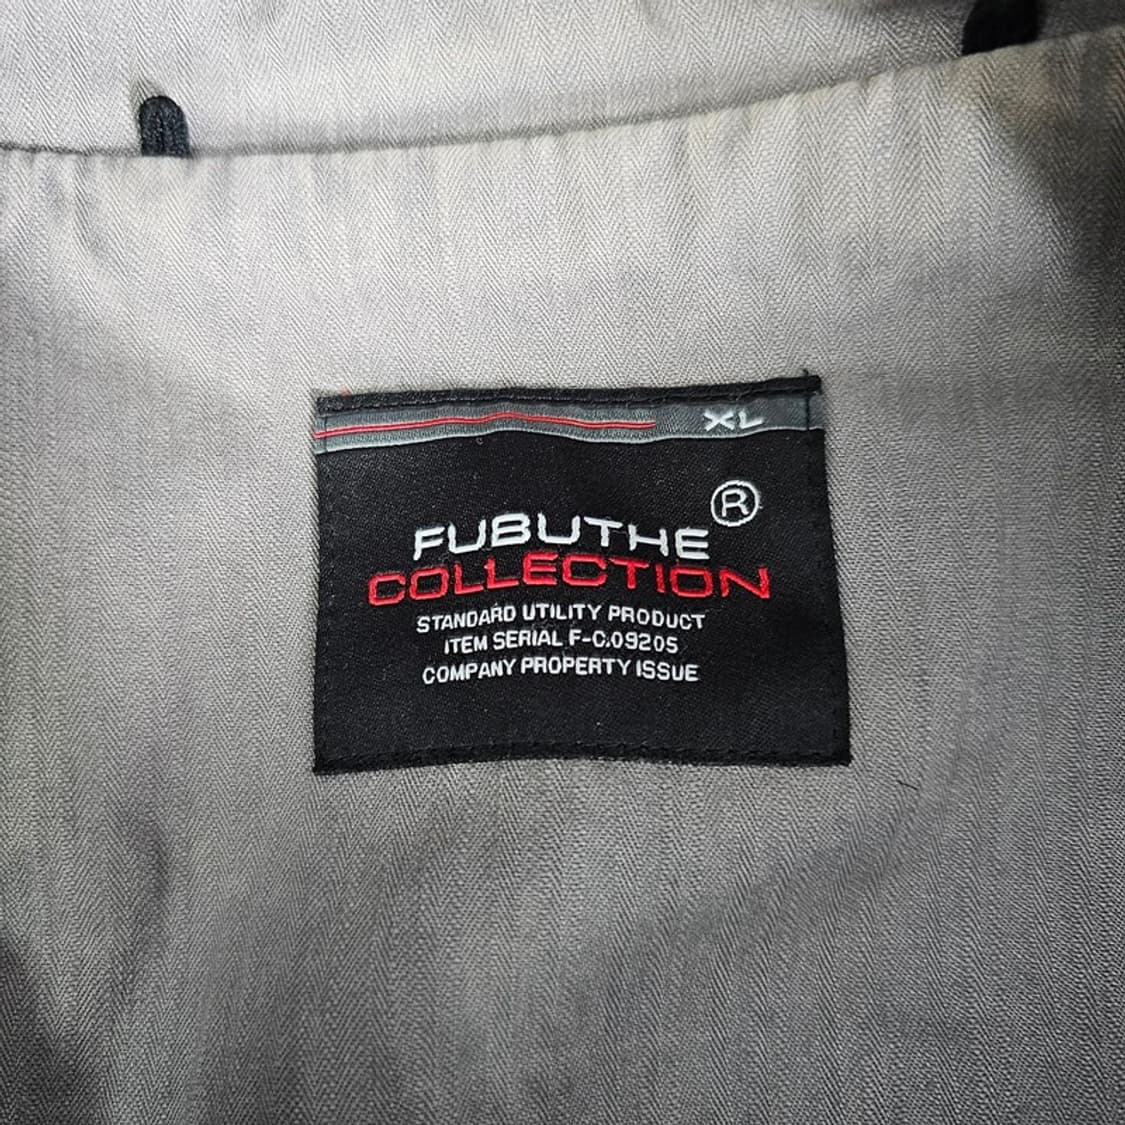 XL
®
FUBUTHE
COLLECTION
STANDARD UTILITY PRODUCT
ITEM SERIAL F-C.09205
COMPANY PROPERTY ISSUE